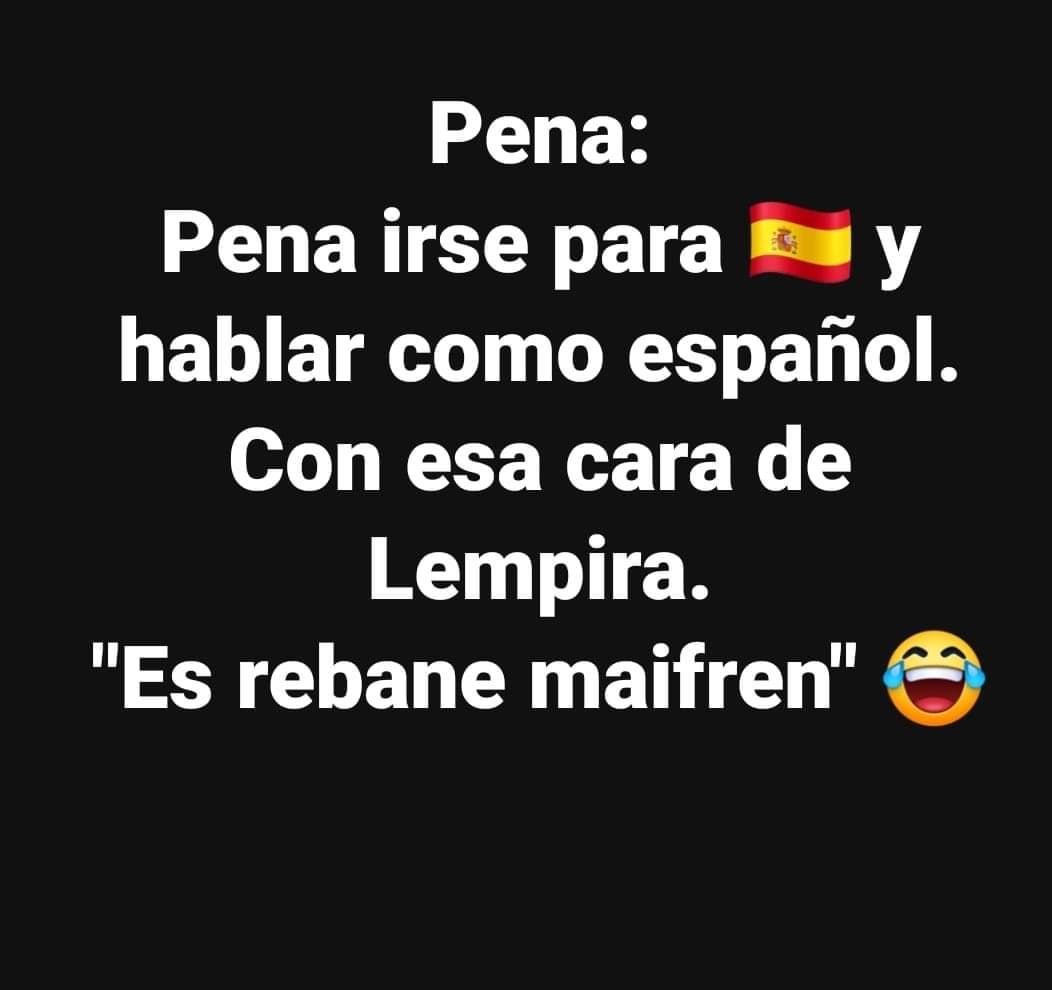 Pena:
Pena irse para 🇪🇸 y
hablar como español.
Con esa cara de
Lempira.
"Es rebane maifren" 😂